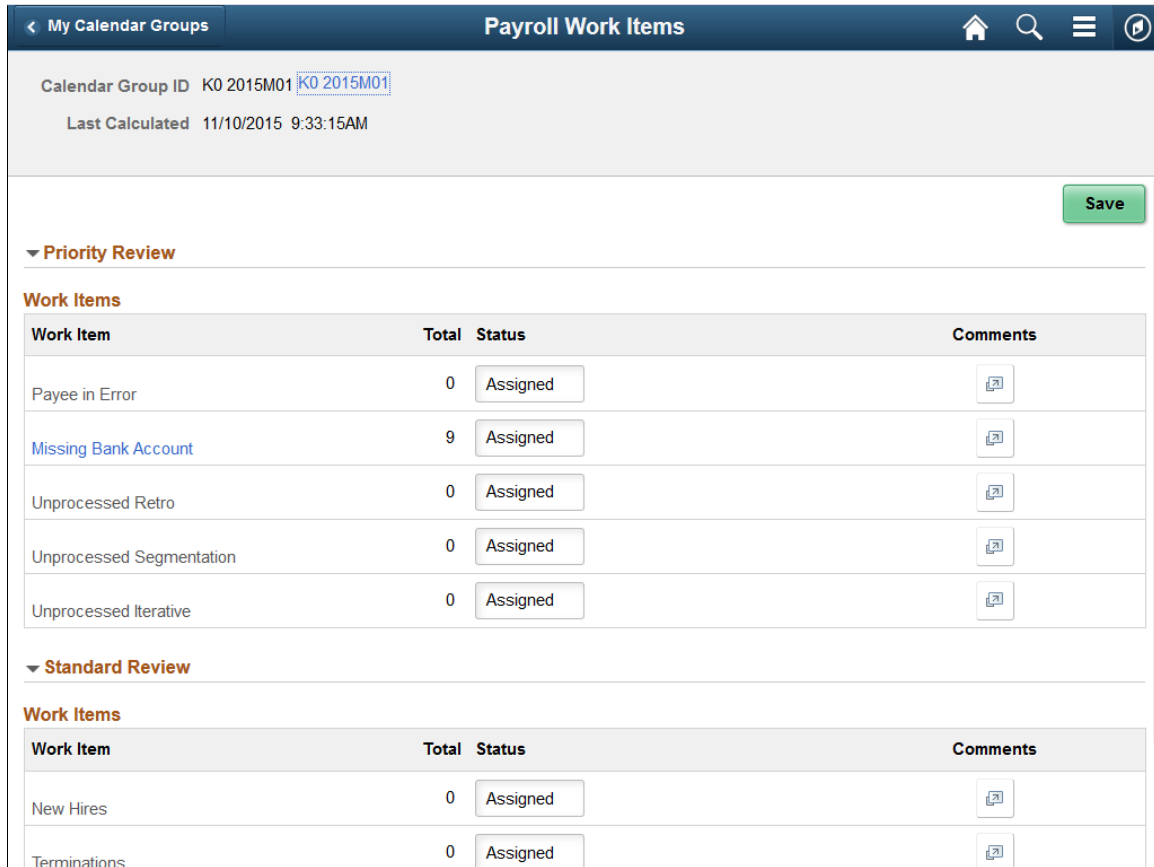 My Calendar Groups Payroll Work Items
Calendar Group ID K0 2015M01 K0 2015M01
Last Calculated 11/10/2015 9:33:15AM
Save
Priority Review
Work Items
Work Item Total Status Comments
Payee in Error 0 Assigned
Missing Bank Account 9 Assigned
Unprocessed Retro 0 Assigned
Unprocessed Segmentation 0 Assigned
Unprocessed Iterative 0 Assigned
Standard Review
Work Items
Work Item Total Status Comments
New Hires 0 Assigned
Terminations 0 Assigned